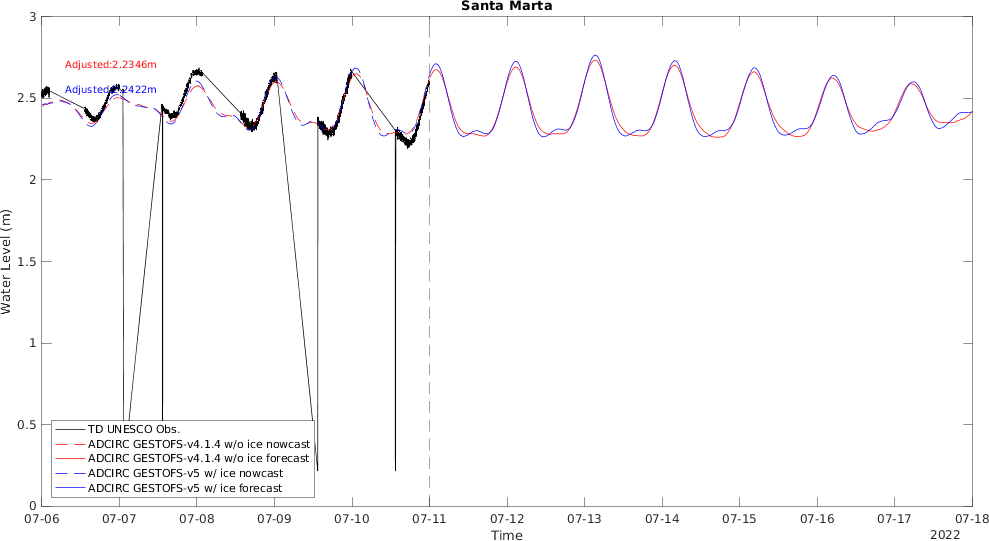 Santa Marta
Adjusted:2.2346m
Adjusted: 2422m
Water Level (m)
3
2.5
2
1.5
1
0.5
0
TD UNESCO Obs.
ADCIRC GESTOFS-v4.1.4 w/o ice nowcast
ADCIRC GESTOFS-v4.1.4 w/o ice forecast
ADCIRC GESTOFS-v5 w/ ice nowcast
ADCIRC GESTOFS-v5 w/ ice forecast
07-06 07-07 07-08 07-09 07-10 07-11 07-12 07-13 07-14 07-15 07-16 07-17 07-18
Time
2022